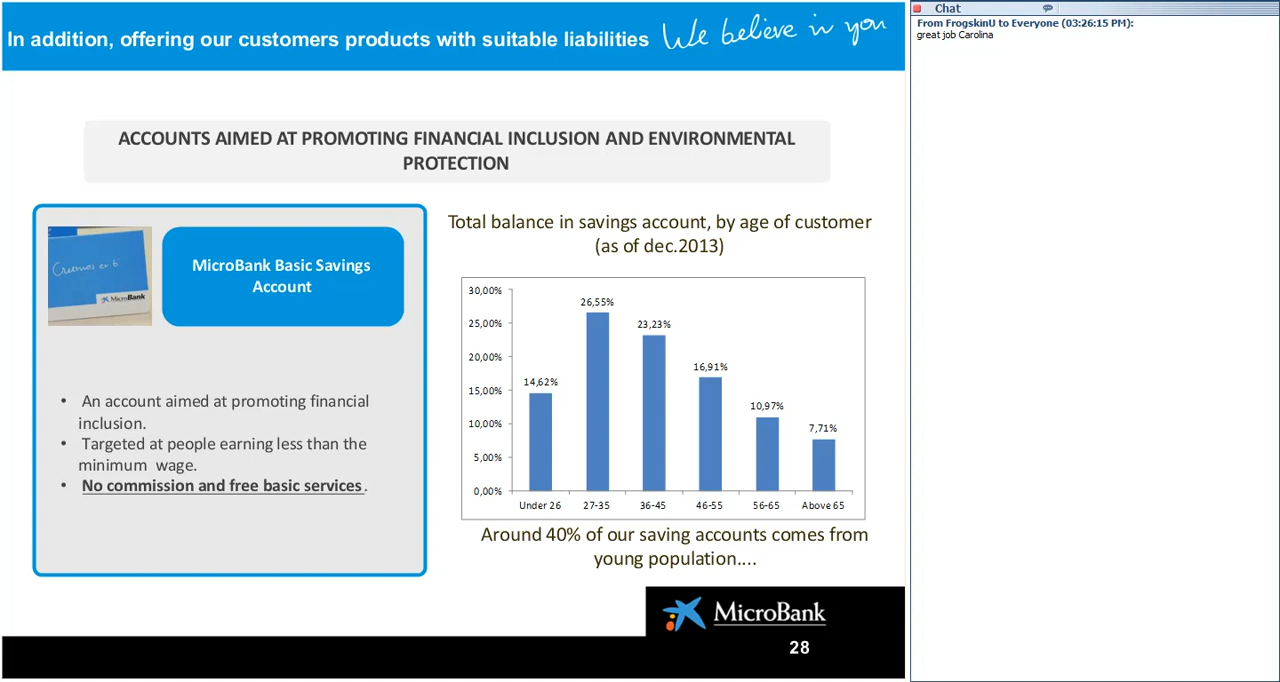 In addition, offering our customers products with suitable liabilities
We believe in you
ACCOUNTS AIMED AT PROMOTING FINANCIAL INCLUSION AND ENVIRONMENTAL
PROTECTION
Creemos en ti
MicroBank
MicroBank Basic Savings
Account
• An account aimed at promoting financial
inclusion.
• Targeted at people earning less than the
minimum wage.
• No commission and free basic services.
Total balance in savings account, by age of customer
(as of dec.2013)
30,00%
25,00%
20,00%
15,00%
10,00%
5,00%
0,00%
14,62%
26,55%
23,23%
16,91%
10,97%
7,71%
Under 26 27-35 36-45 46-55 56-65 Above 65
Around 40% of our saving accounts comes from
young population....
MicroBank
28
Chat
From FrogskinU to Everyone (03:26:15 PM):
great job Carolina